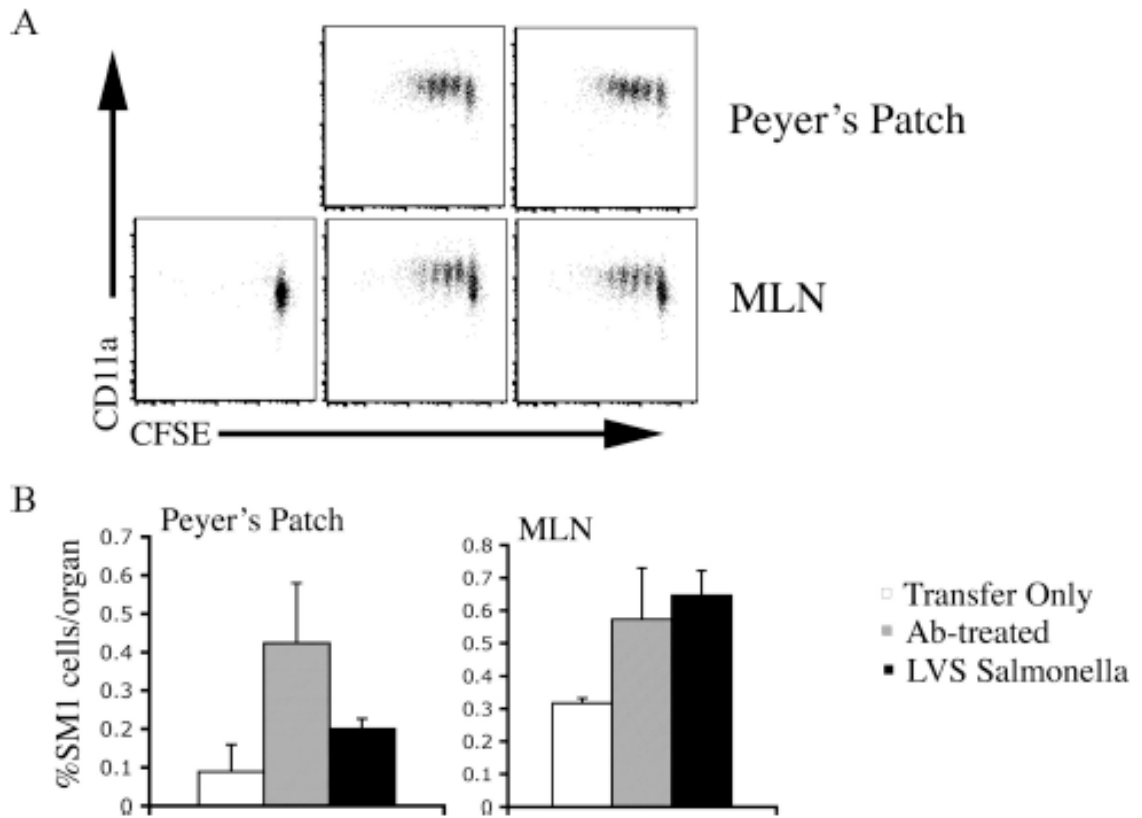 A
Peyer's Patch
MLN
CD11a
CFSE
B
Peyer's Patch
%SM1 cells/organ
0.7
0.6
0.5
0.4
0.3
0.2
0.1
0
MLN
0.8
0.7
0.6
0.5
0.4
0.3
0.2
0.1
0
Transfer Only
Ab-treated
LVS Salmonella